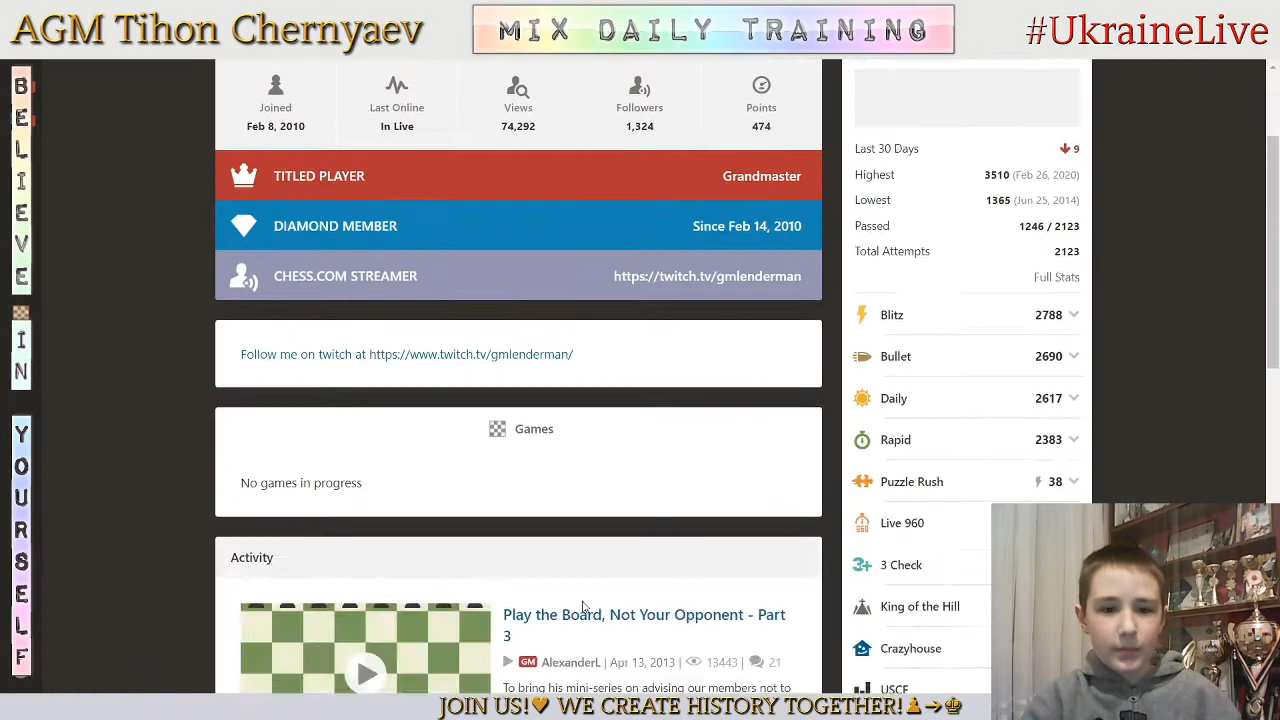 AGM Tihon Chernyaev
MIX DAILY TRAINING
#UkraineLive
BELIEVE
IN
YOURSELF
Joined
Feb 8, 2010
Last Online
In Live
Views
74,292
Followers
1,324
Points
474
TITLED PLAYER
Grandmaster
DIAMOND MEMBER
Since Feb 14, 2010
CHESS.COM STREAMER
https://twitch.tv/gmlenderman
Follow me on twitch at https://www.twitch.tv/gmlenderman/
Games
No games in progress
Activity
Play the Board, Not Your Opponent - Part
3
GM AlexanderL | Apr 13, 2013 | 13443 | 21
To bring his mini-series on advising our members not to
Last 30 Days 9
Highest 3510 (Feb 26, 2020)
Lowest 1365 (Jun 25, 2014)
Passed 1246 / 2123
Total Attempts 2123
Full Stats
Blitz 2788
Bullet 2690
Daily 2617
Rapid 2383
Puzzle Rush 38
960
Live 960
3+ 3 Check
King of the Hill
Crazyhouse
USCF
JOIN US! WE CREATE HISTORY TOGETHER!